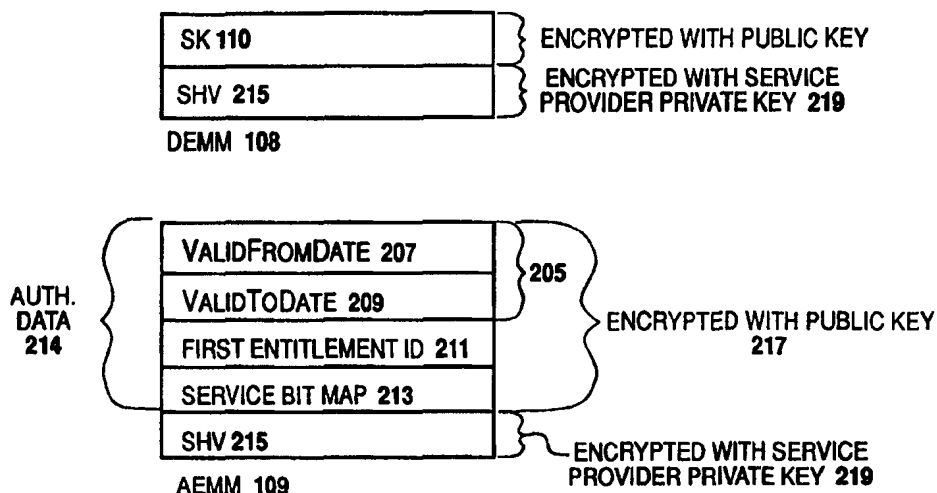 SK 110
ENCRYPTED WITH PUBLIC KEY
SHV 215
ENCRYPTED WITH SERVICE
PROVIDER PRIVATE KEY 219
DEMM 108
VALIDFROMDATE 207
VALIDTODATE 209
205
AUTH.
DATA
214
FIRST ENTITLEMENT ID 211
SERVICE BIT MAP 213
ENCRYPTED WITH PUBLIC KEY
217
SHV 215
ENCRYPTED WITH SERVICE
PROVIDER PRIVATE KEY 219
AEMM 109